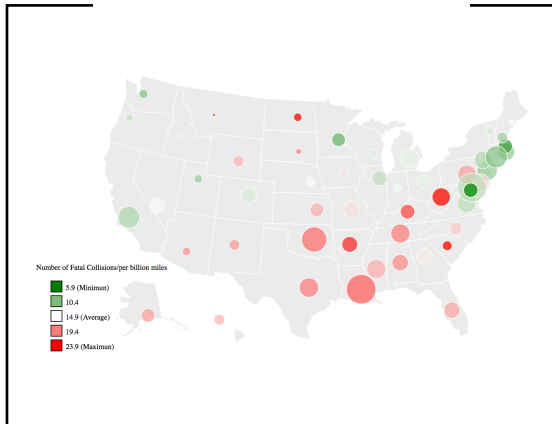 Number of Fatal Collisions/per billion miles
5.9 (Minimun)
10.4
14.9 (Average)
19.4
23.9 (Maximun)